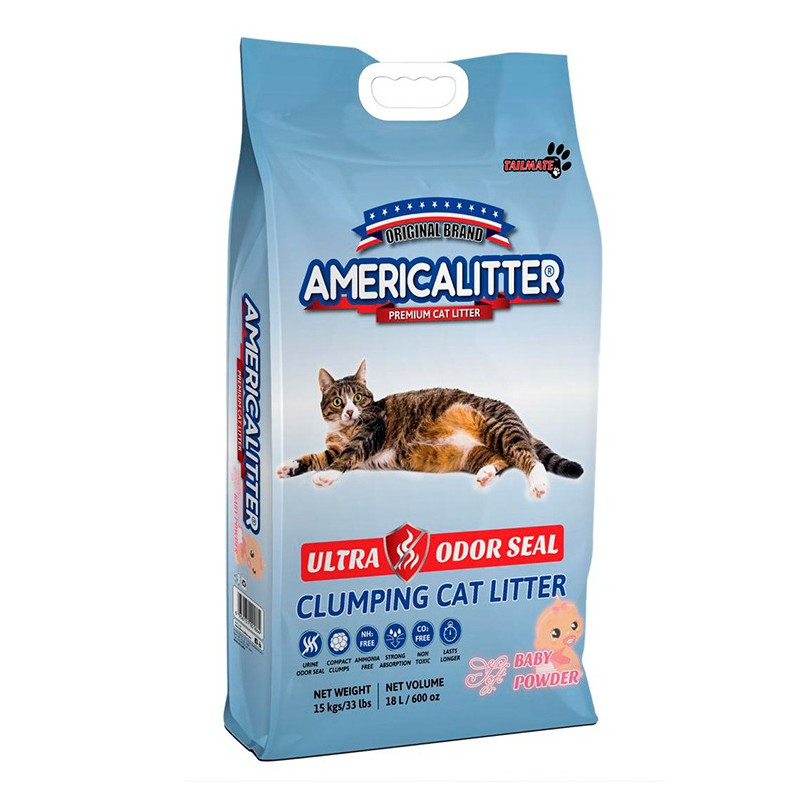 TAILMATE
ORIGINAL BRAND
AMERICALITTER®
PREMIUM CAT LITTER
ULTRA ODOR SEAL
CLUMPING CAT LITTER
URINE ODOR SEAL
COMPACT CLUMPS
NH₃ FREE
AMMONIA FREE
STRONG ABSORPTION
CO₂ FREE
NON TOXIC
LASTS LONGER
NET WEIGHT
15 kgs/33 lbs
NET VOLUME
18 L / 600 oz
BABY
POWDER
AMERICALITTER®
PREMIUM CAT LITTER
BABY POWDER